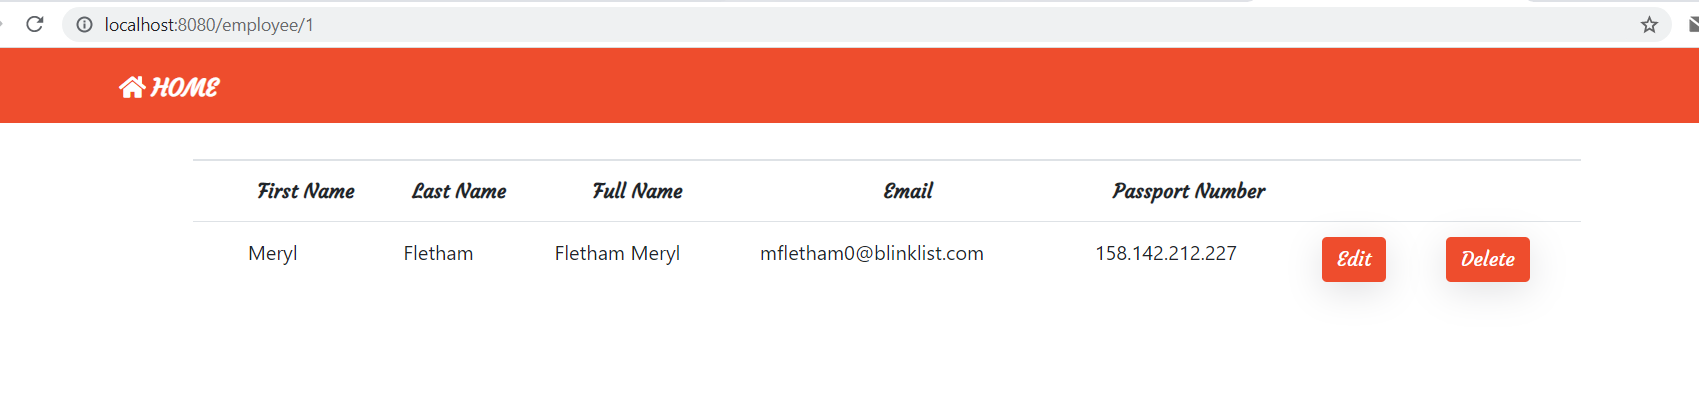 localhost:8080/employee/1
HOME
First Name Last Name Full Name Email Passport Number
Meryl Fletham Fletham Meryl mfletham0@blinklist.com 158.142.212.227 Edit Delete